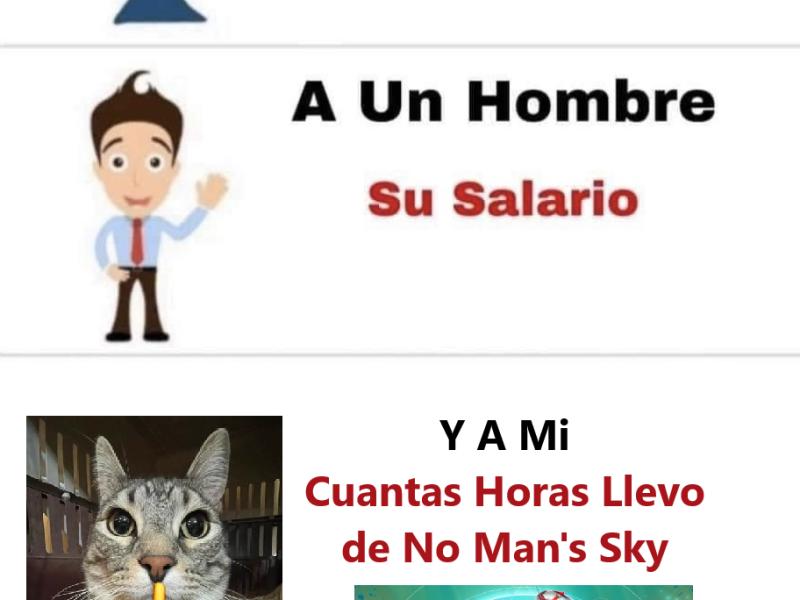 A Un Hombre
Su Salario
Y A Mi
Cuantas Horas Llevo
de No Man's Sky